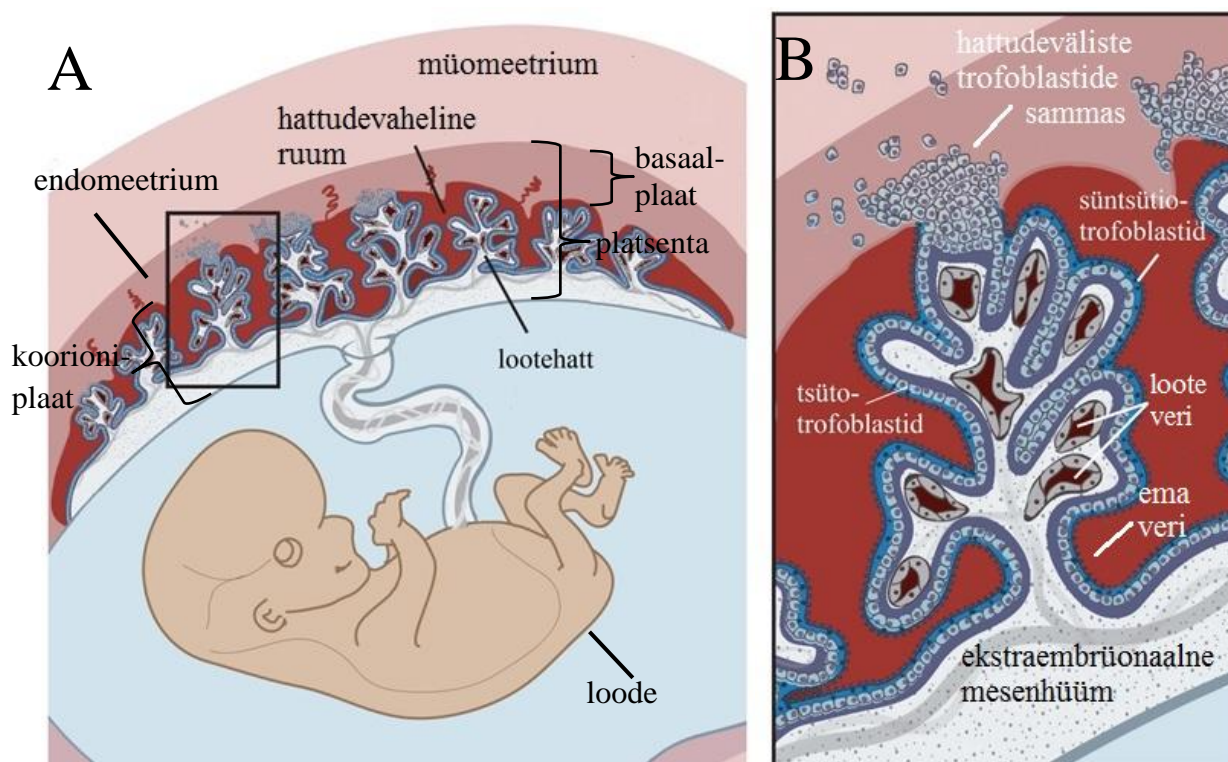 A
müomeetrium
hattudevaheline
ruum
basaal-
plaat
endomeetrium
platsenta
koorioni-
plaat
lootehatt
loode
B
hattudeväliste
trofoblastide
sammas
süntsütio-
trofoblastid
tsüto-
trofoblastid
loote
veri
ema
veri
ekstraembrüonaalne
mesenhüüm